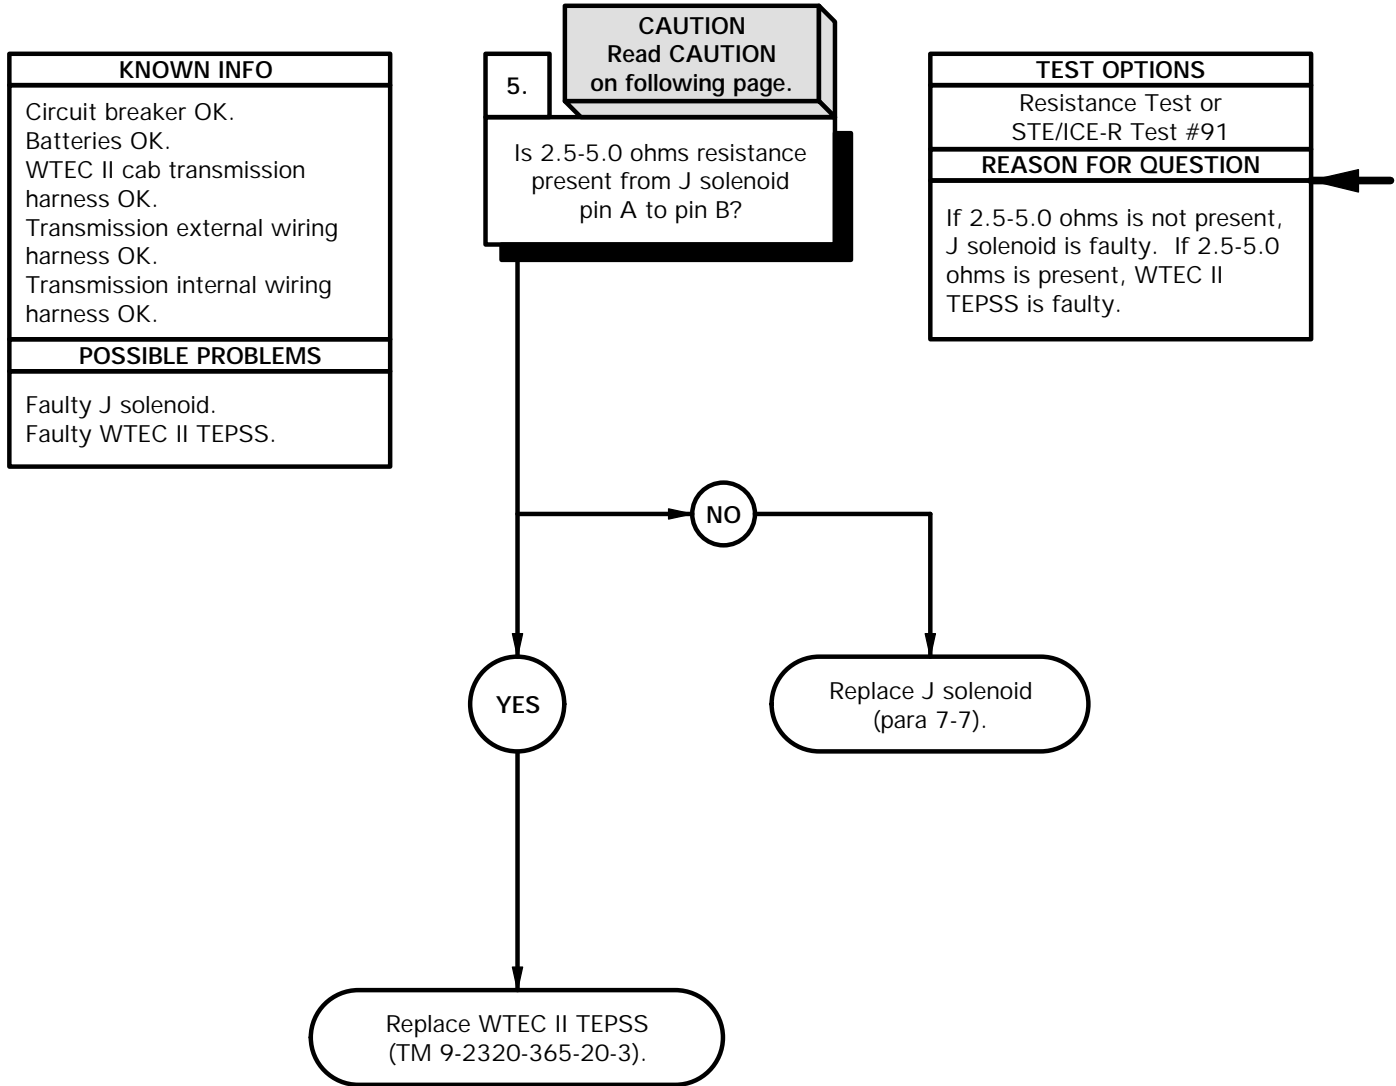 KNOWN INFO
Circuit breaker OK.
Batteries OK.
WTEC II cab transmission
harness OK.
Transmission external wiring
harness OK.
Transmission internal wiring
harness OK.
POSSIBLE PROBLEMS
Faulty J solenoid.
Faulty WTEC II TEPSS.
CAUTION
Read CAUTION
on following page.
5.
Is 2.5-5.0 ohms resistance
present from J solenoid
pin A to pin B?
TEST OPTIONS
Resistance Test or
STE/ICE-R Test #91
REASON FOR QUESTION
If 2.5-5.0 ohms is not present,
J solenoid is faulty. If 2.5-5.0
ohms is present, WTEC II
TEPSS is faulty.
NO
YES
Replace J solenoid
(para 7-7).
Replace WTEC II TEPSS
(TM 9-2320-365-20-3).